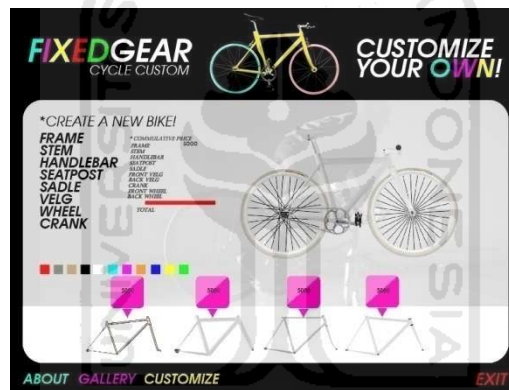 FIXEDGEAR
CYCLE CUSTOM
CUSTOMIZE
YOUR OWN!
*CREATE A NEW BIKE!
FRAME
STEM
HANDLEBAR
SEATPOST
SADLE
VELG
WHEEL
CRANK
*COMMULATIVE PRICE
FRAME
STEM
HANDLEBAR
SEATPOST
SADLE
FRONT VELG
BACK VELG
CRANK
FRONT WHEEL
BACK WHEEL
TOTAL
ABOUT GALLERY CUSTOMIZE
EXIT
UNIVERSIT
INDONESIA